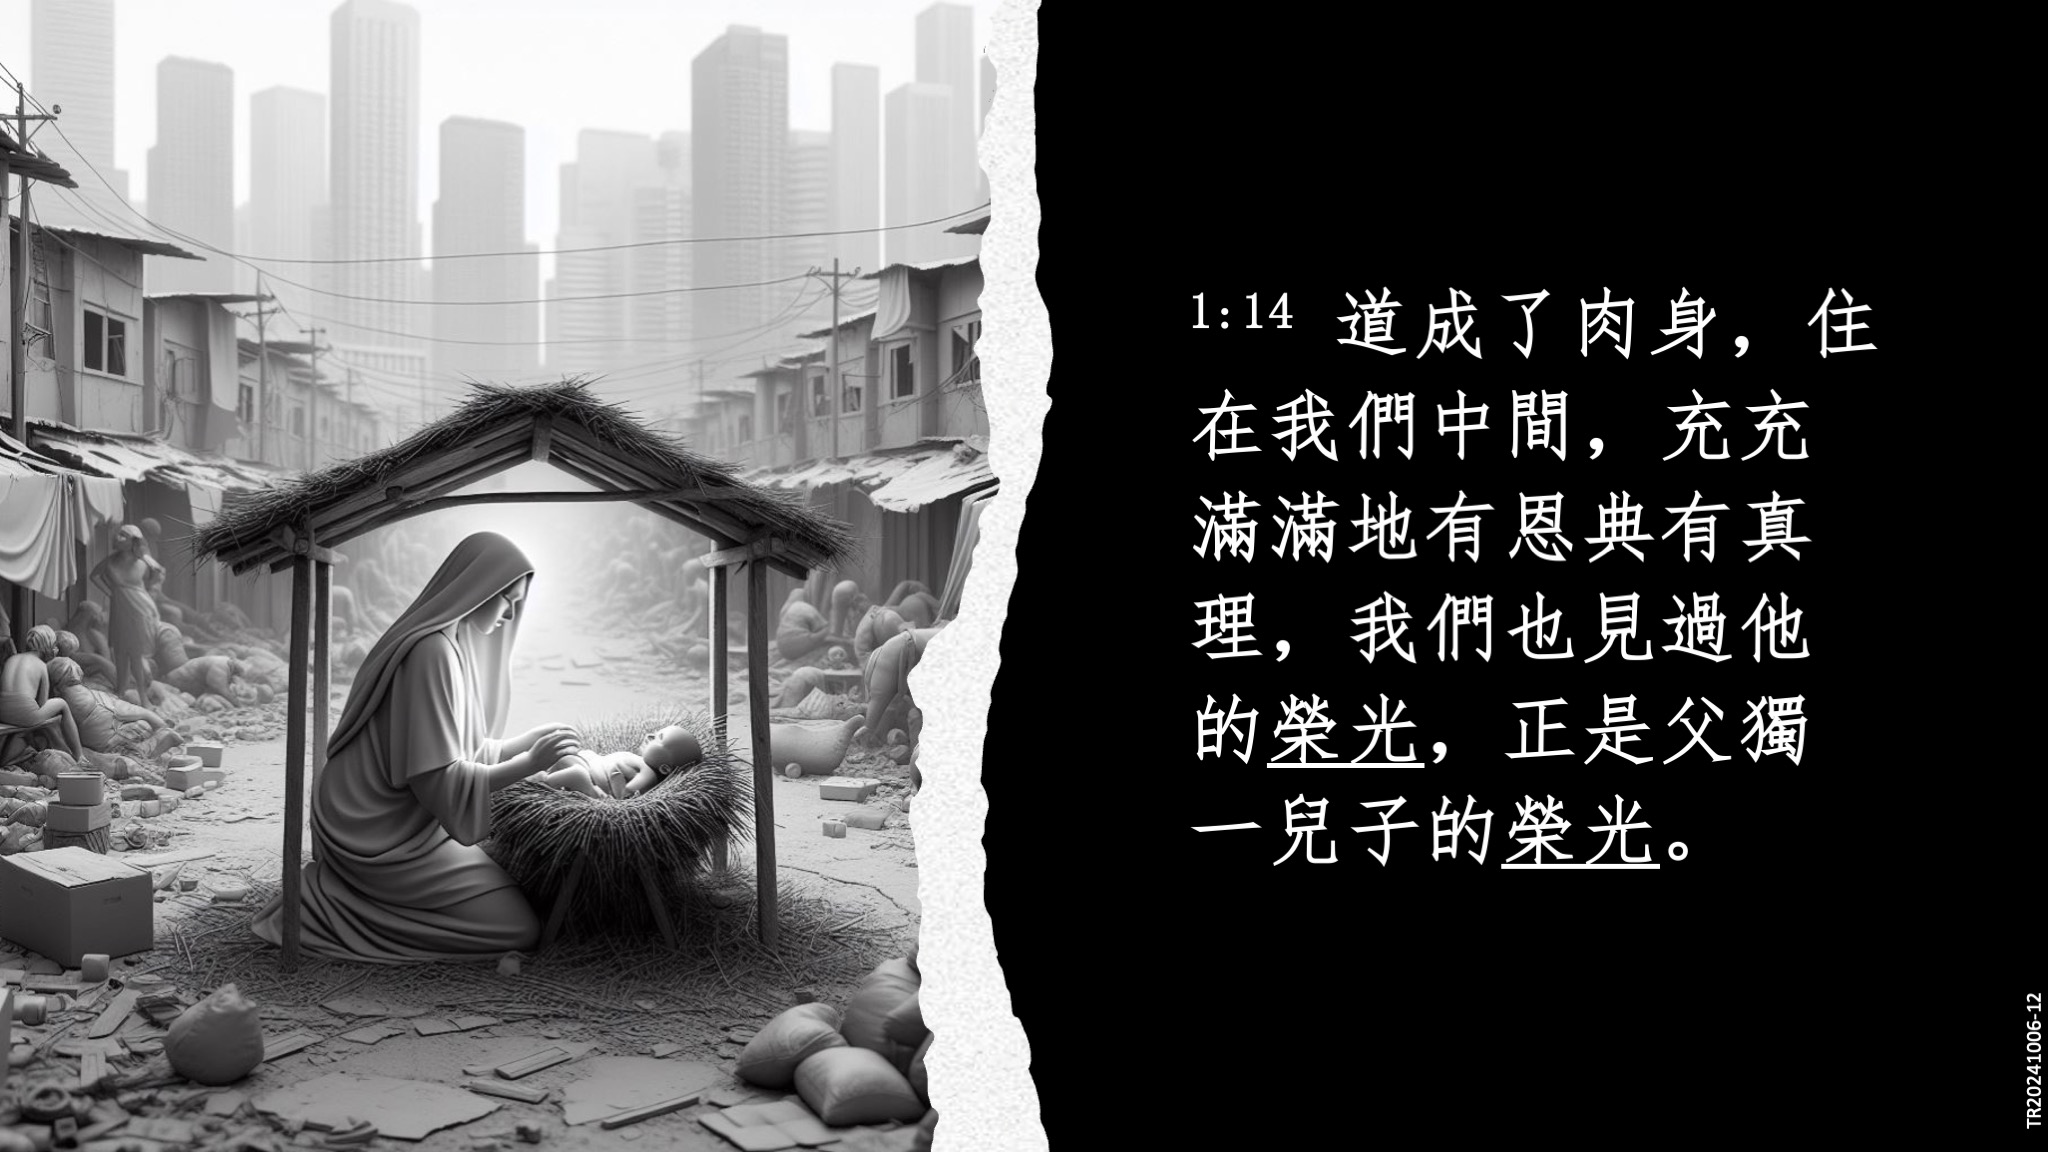 1:14 道成了肉身，住
在我們中間，充充
滿滿地有恩典有真
理，我們也見過他
的榮光，正是父獨
一兒子的榮光。
TR20241006-12